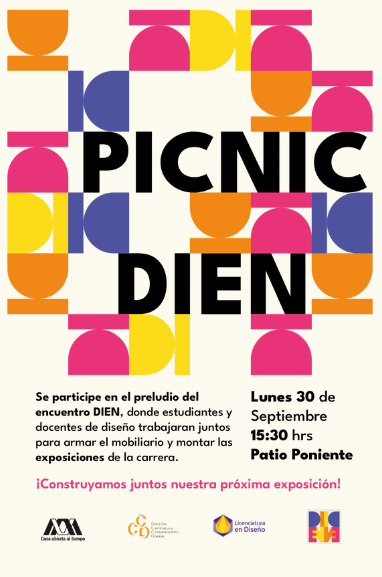 PICNIC
DIEN
Se participe en el preludio del
encuentro DIEN, donde estudiantes y
docentes de diseño trabajaran juntos
para armar el mobiliario y montar las
exposiciones de la carrera.
Lunes 30 de
Septiembre
15:30 hrs
Patio Poniente
¡Construyamos juntos nuestra próxima exposición!
Casa abierta al tiempo
Licenciatura
en Diseño